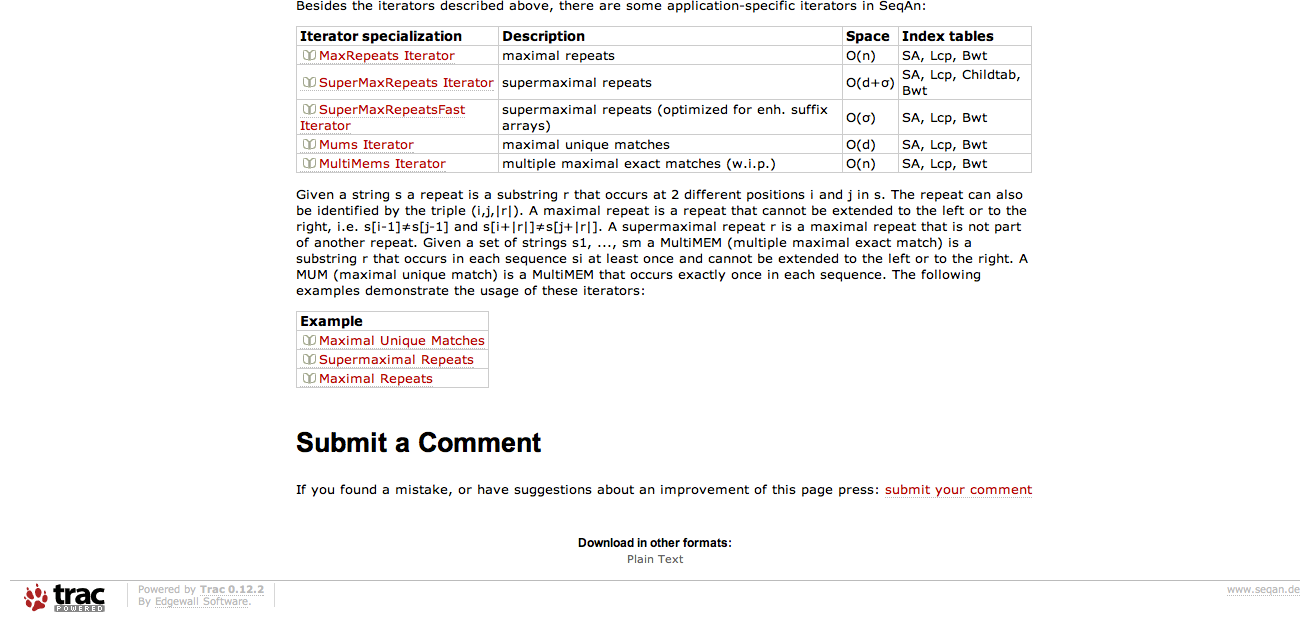 Besides the iterators described above, there are some application-specific iterators in SeqAn:
Iterator specialization Description Space Index tables
MaxRepeats Iterator maximal repeats O(n) SA, Lcp, Bwt
SuperMaxRepeats Iterator supermaximal repeats O(d+σ) SA, Lcp, Childtab,
Bwt
SuperMaxRepeatsFast
Iterator supermaximal repeats (optimized for enh. suffix
arrays) O(σ) SA, Lcp, Bwt
Mums Iterator maximal unique matches O(d) SA, Lcp, Bwt
MultiMems Iterator multiple maximal exact matches (w.i.p.) O(n) SA, Lcp, Bwt
Given a string s a repeat is a substring r that occurs at 2 different positions i and j in s. The repeat can also
be identified by the triple (i,j,|r|). A maximal repeat is a repeat that cannot be extended to the left or to the
right, i.e. s[i-1]≠s[j-1] and s[i+|r|]≠s[j+|r|]. A supermaximal repeat r is a maximal repeat that is not part
of another repeat. Given a set of strings s1, ..., sm a MultiMEM (multiple maximal exact match) is a
substring r that occurs in each sequence si at least once and cannot be extended to the left or to the right. A
MUM (maximal unique match) is a MultiMEM that occurs exactly once in each sequence. The following
examples demonstrate the usage of these iterators:
Example
Maximal Unique Matches
Supermaximal Repeats
Maximal Repeats
Submit a Comment
If you found a mistake, or have suggestions about an improvement of this page press: submit your comment
Download in other formats:
Plain Text
trac
POWERED
Powered by Trac 0.12.2
By Edgewall Software.
www.seqan.de